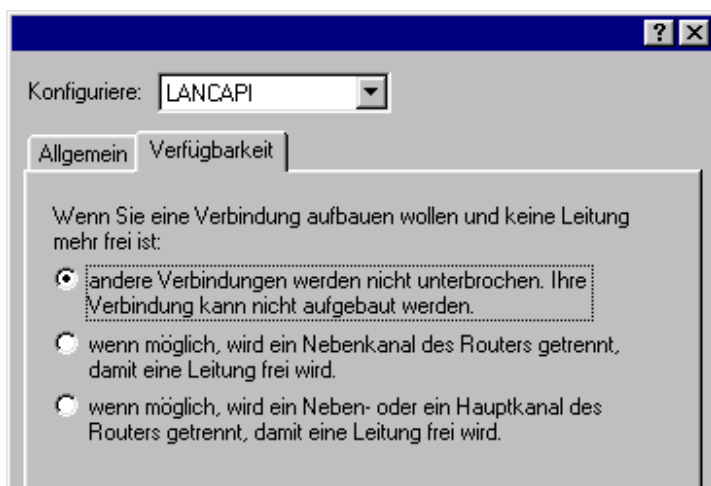 Konfiguriere: LANCAPI
Allgemein Verfügbarkeit
Wenn Sie eine Verbindung aufbauen wollen und keine Leitung
mehr frei ist:
andere Verbindungen werden nicht unterbrochen. Ihre
Verbindung kann nicht aufgebaut werden.
wenn möglich, wird ein Nebenkanal des Routers getrennt,
damit eine Leitung frei wird.
wenn möglich, wird ein Neben- oder ein Hauptkanal des
Routers getrennt, damit eine Leitung frei wird.